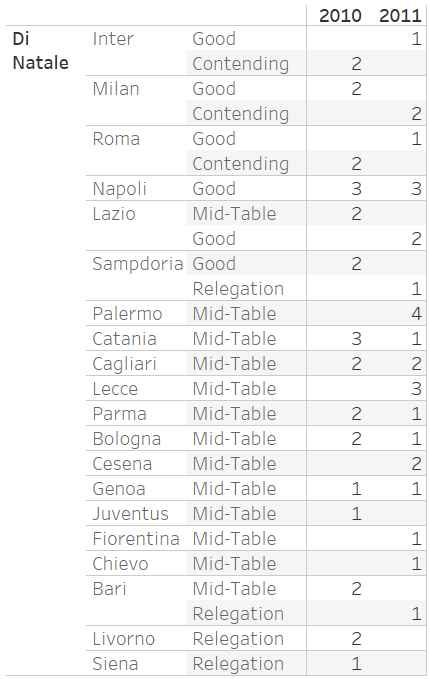 2010 2011
Di Natale Inter Good 1
Contending 2
Milan Good 2
Contending 2
Roma Good 1
Contending 2
Napoli Good 3 3
Lazio Mid-Table 2
Good 2
Sampdoria Good 2
Relegation 1
Palermo Mid-Table 4
Catania Mid-Table 3 1
Cagliari Mid-Table 2 2
Lecce Mid-Table 3
Parma Mid-Table 2 1
Bologna Mid-Table 2 1
Cesena Mid-Table 2
Genoa Mid-Table 1 1
Juventus Mid-Table 1
Fiorentina Mid-Table 1
Chievo Mid-Table 1
Bari Mid-Table 2
Relegation 1
Livorno Relegation 2
Siena Relegation 1